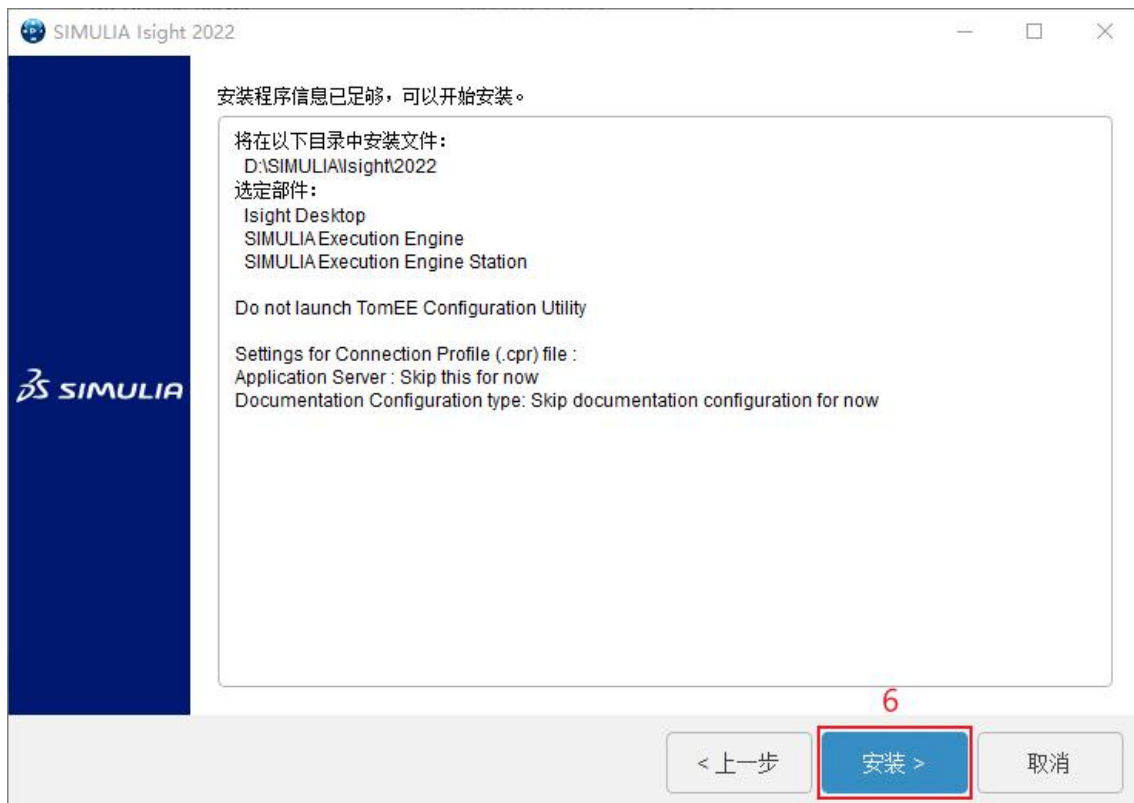 SIMULIA Isight 2022
安装程序信息已足够，可以开始安装。
将在以下目录中安装文件：
D:\SIMULIA\Isight\2022
选定部件：
Isight Desktop
SIMULIA Execution Engine
SIMULIA Execution Engine Station
Do not launch TomEE Configuration Utility
Settings for Connection Profile (.cpr) file :
Application Server : Skip this for now
Documentation Configuration type: Skip documentation configuration for now
SIMULIA
6
< 上一步
安装 >
取消